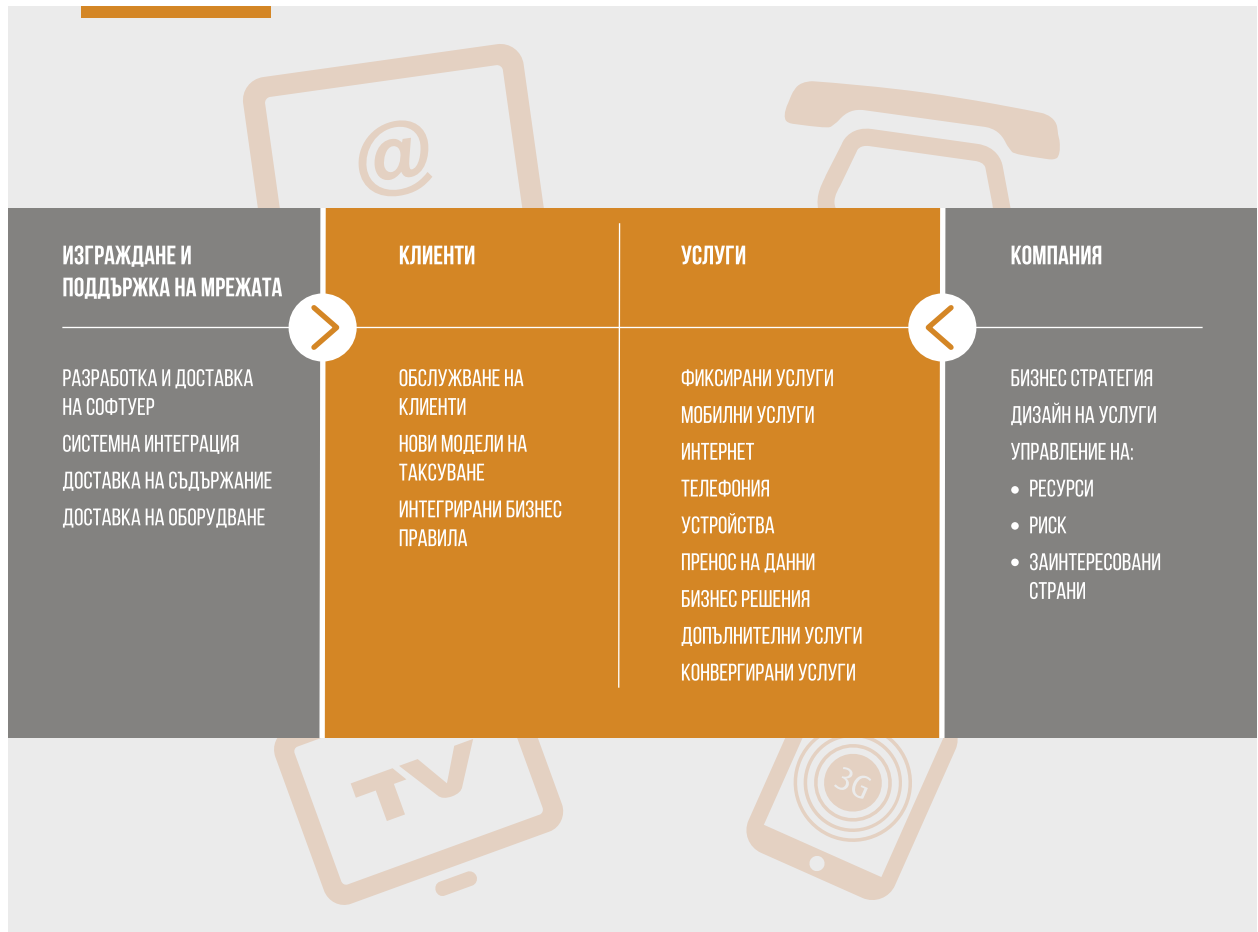 @
ИЗГРАЖДАНЕ И
ПОДДЪРЖКА НА МРЕЖАТА
РАЗРАБОТКА И ДОСТАВКА
НА СОФТУЕР
СИСТЕМНА ИНТЕГРАЦИЯ
ДОСТАВКА НА СЪДЪРЖАНИЕ
ДОСТАВКА НА ОБОРУДВАНЕ
КЛИЕНТИ
ОБСЛУЖВАНЕ НА
КЛИЕНТИ
НОВИ МОДЕЛИ НА
ТАКСУВАНЕ
ИНТЕГРИРАНИ БИЗНЕС
ПРАВИЛА
УСЛУГИ
ФИКСИРАНИ УСЛУГИ
МОБИЛНИ УСЛУГИ
ИНТЕРНЕТ
ТЕЛЕФОНИЯ
УСТРОЙСТВА
ПРЕНОС НА ДАННИ
БИЗНЕС РЕШЕНИЯ
ДОПЪЛНИТЕЛНИ УСЛУГИ
КОНВЕРГИРАНИ УСЛУГИ
КОМПАНИЯ
БИЗНЕС СТРАТЕГИЯ
ДИЗАЙН НА УСЛУГИ
УПРАВЛЕНИЕ НА:
• РЕСУРСИ
• РИСК
• ЗАИНТЕРЕСОВАНИ
СТРАНИ
TV
3G